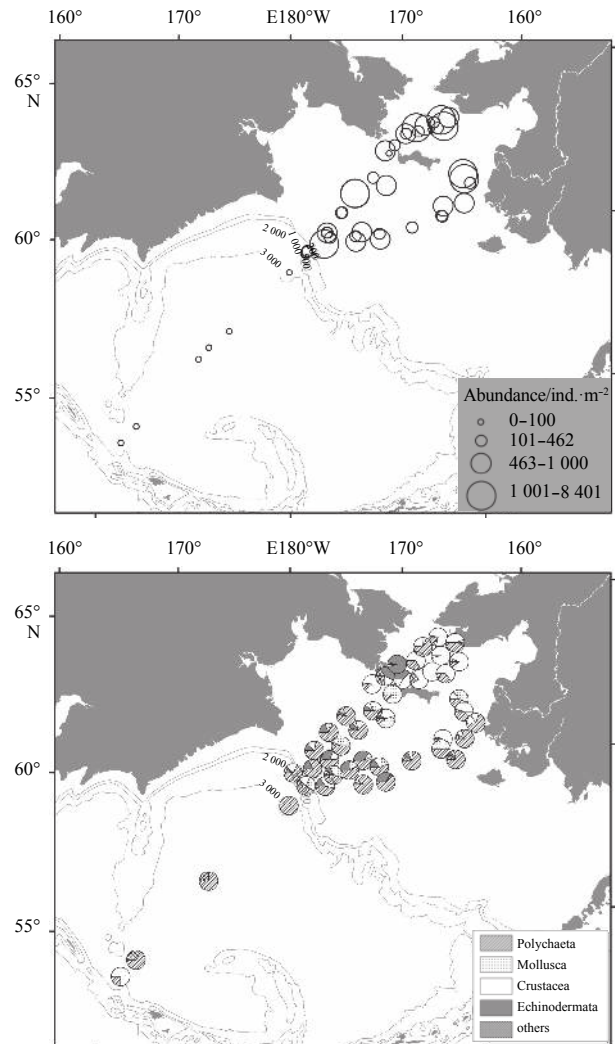 160° 170° E180°W 170° 160°
65°
N
60°
2 000
3 000
55°
Abundance/ind.·m⁻²
0−100
101−462
463−1 000
1 001−8 401
160° 170° E180°W 170° 160°
65°
N
60°
2 000
3 000
55°
Polychaeta
Mollusca
Crustacea
Echinodermata
others